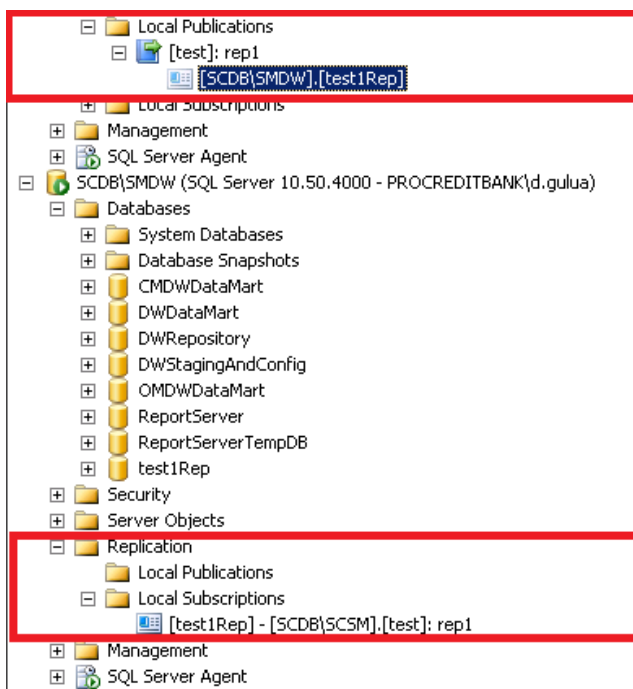 Local Publications
[test]: rep1
[SCDB\SMDW].[test1Rep]
Local Subscriptions
Management
SQL Server Agent
SCDB\SMDW (SQL Server 10.50.4000 - PROCREDITBANK\d.gulua)
Databases
System Databases
Database Snapshots
CMDWDataMart
DWDataMart
DWRepository
DWStagingAndConfig
OMDWDataMart
ReportServer
ReportServerTempDB
test1Rep
Security
Server Objects
Replication
Local Publications
Local Subscriptions
[test1Rep] - [SCDB\SCSM].[test]: rep1
Management
SQL Server Agent